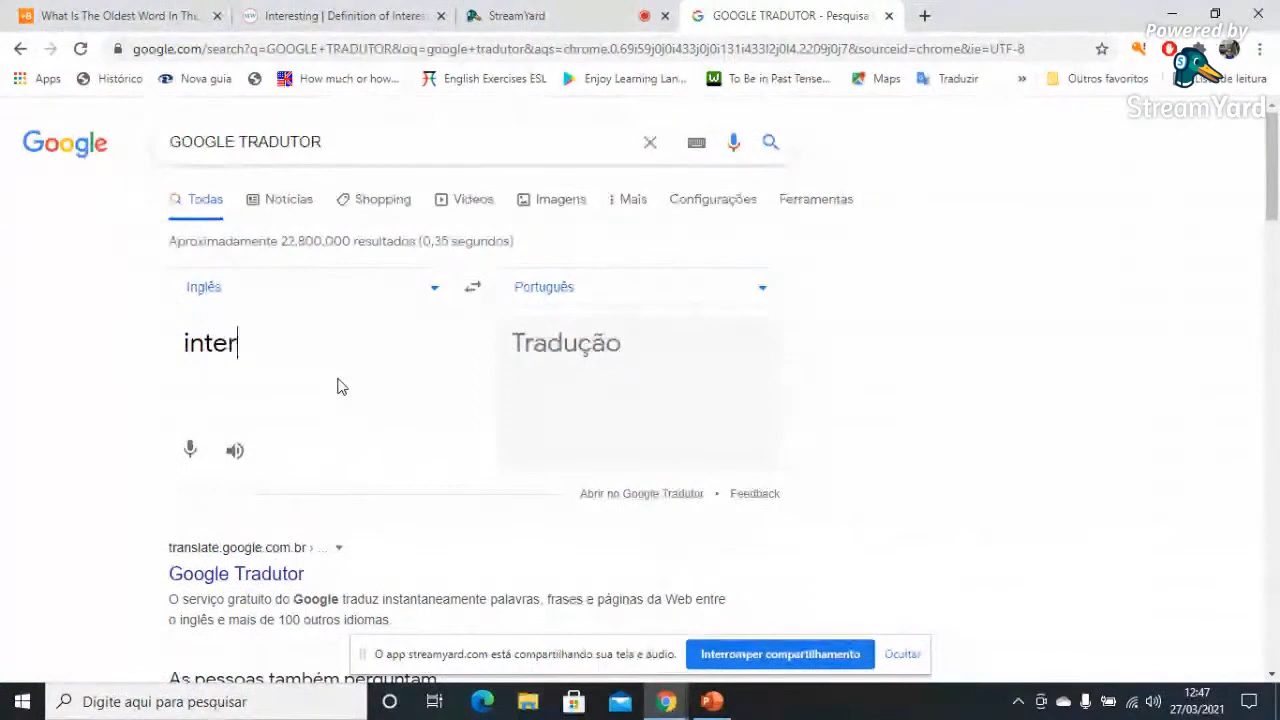 What Is The Oldest Word In The
Interesting | Definition of Interes
StreamYard
GOOGLE TRADUTOR - Pesquisa
google.com/search?q=GOOGLE+TRADUTOR&oq=google+tradutor&aqs=chrome.0.69i59j0j0i433j0j0i131i433l2j0l4.2209j0j7&sourceid=chrome&ie=UTF-8
Powered by
StreamYard
Apps
Histórico
Nova guia
How much or how...
English Exercises ESL
Enjoy Learning Lan...
To Be in Past Tense...
Maps
Traduzir
»
Outros favoritos
de leitura
Google
GOOGLE TRADUTOR
Todas
Notícias
Shopping
Vídeos
Imagens
Mais
Configurações
Ferramentas
Aproximadamente 22.800.000 resultados (0,35 segundos)
Inglês
Português
inter
Tradução
Abrir no Google Tradutor • Feedback
translate.google.com.br › ...
Google Tradutor
O serviço gratuito do Google traduz instantaneamente palavras, frases e páginas da Web entre
o inglês e mais de 100 outros idiomas.
O app streamyard.com está compartilhando sua tela e áudio.
Interromper compartilhamento
Ocultar
As pessoas também perguntam
Digite aqui para pesquisar
12:47
27/03/2021